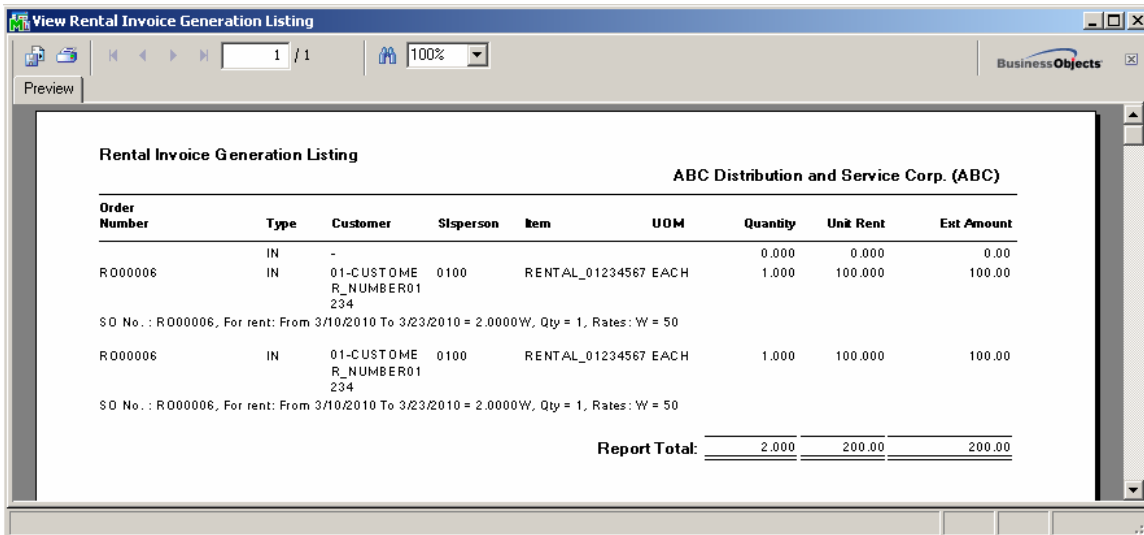 View Rental Invoice Generation Listing
1 / 1 100%
BusinessObjects
Preview
Rental Invoice Generation Listing
ABC Distribution and Service Corp. (ABC)
Order
Number Type Customer Slsperson Item UOM Quantity Unit Rent Ext Amount
IN - 0.000 0.000 0.00
RO00006 IN 01-CUSTOME 0100 RENTAL_01234567 EACH 1.000 100.000 100.00
R_NUMBER01
234
SO No. : RO00006, For rent: From 3/10/2010 To 3/23/2010 = 2.0000W, Qty = 1, Rates: W = 50
RO00006 IN 01-CUSTOME 0100 RENTAL_01234567 EACH 1.000 100.000 100.00
R_NUMBER01
234
SO No. : RO00006, For rent: From 3/10/2010 To 3/23/2010 = 2.0000W, Qty = 1, Rates: W = 50
Report Total: 2.000 200.00 200.00